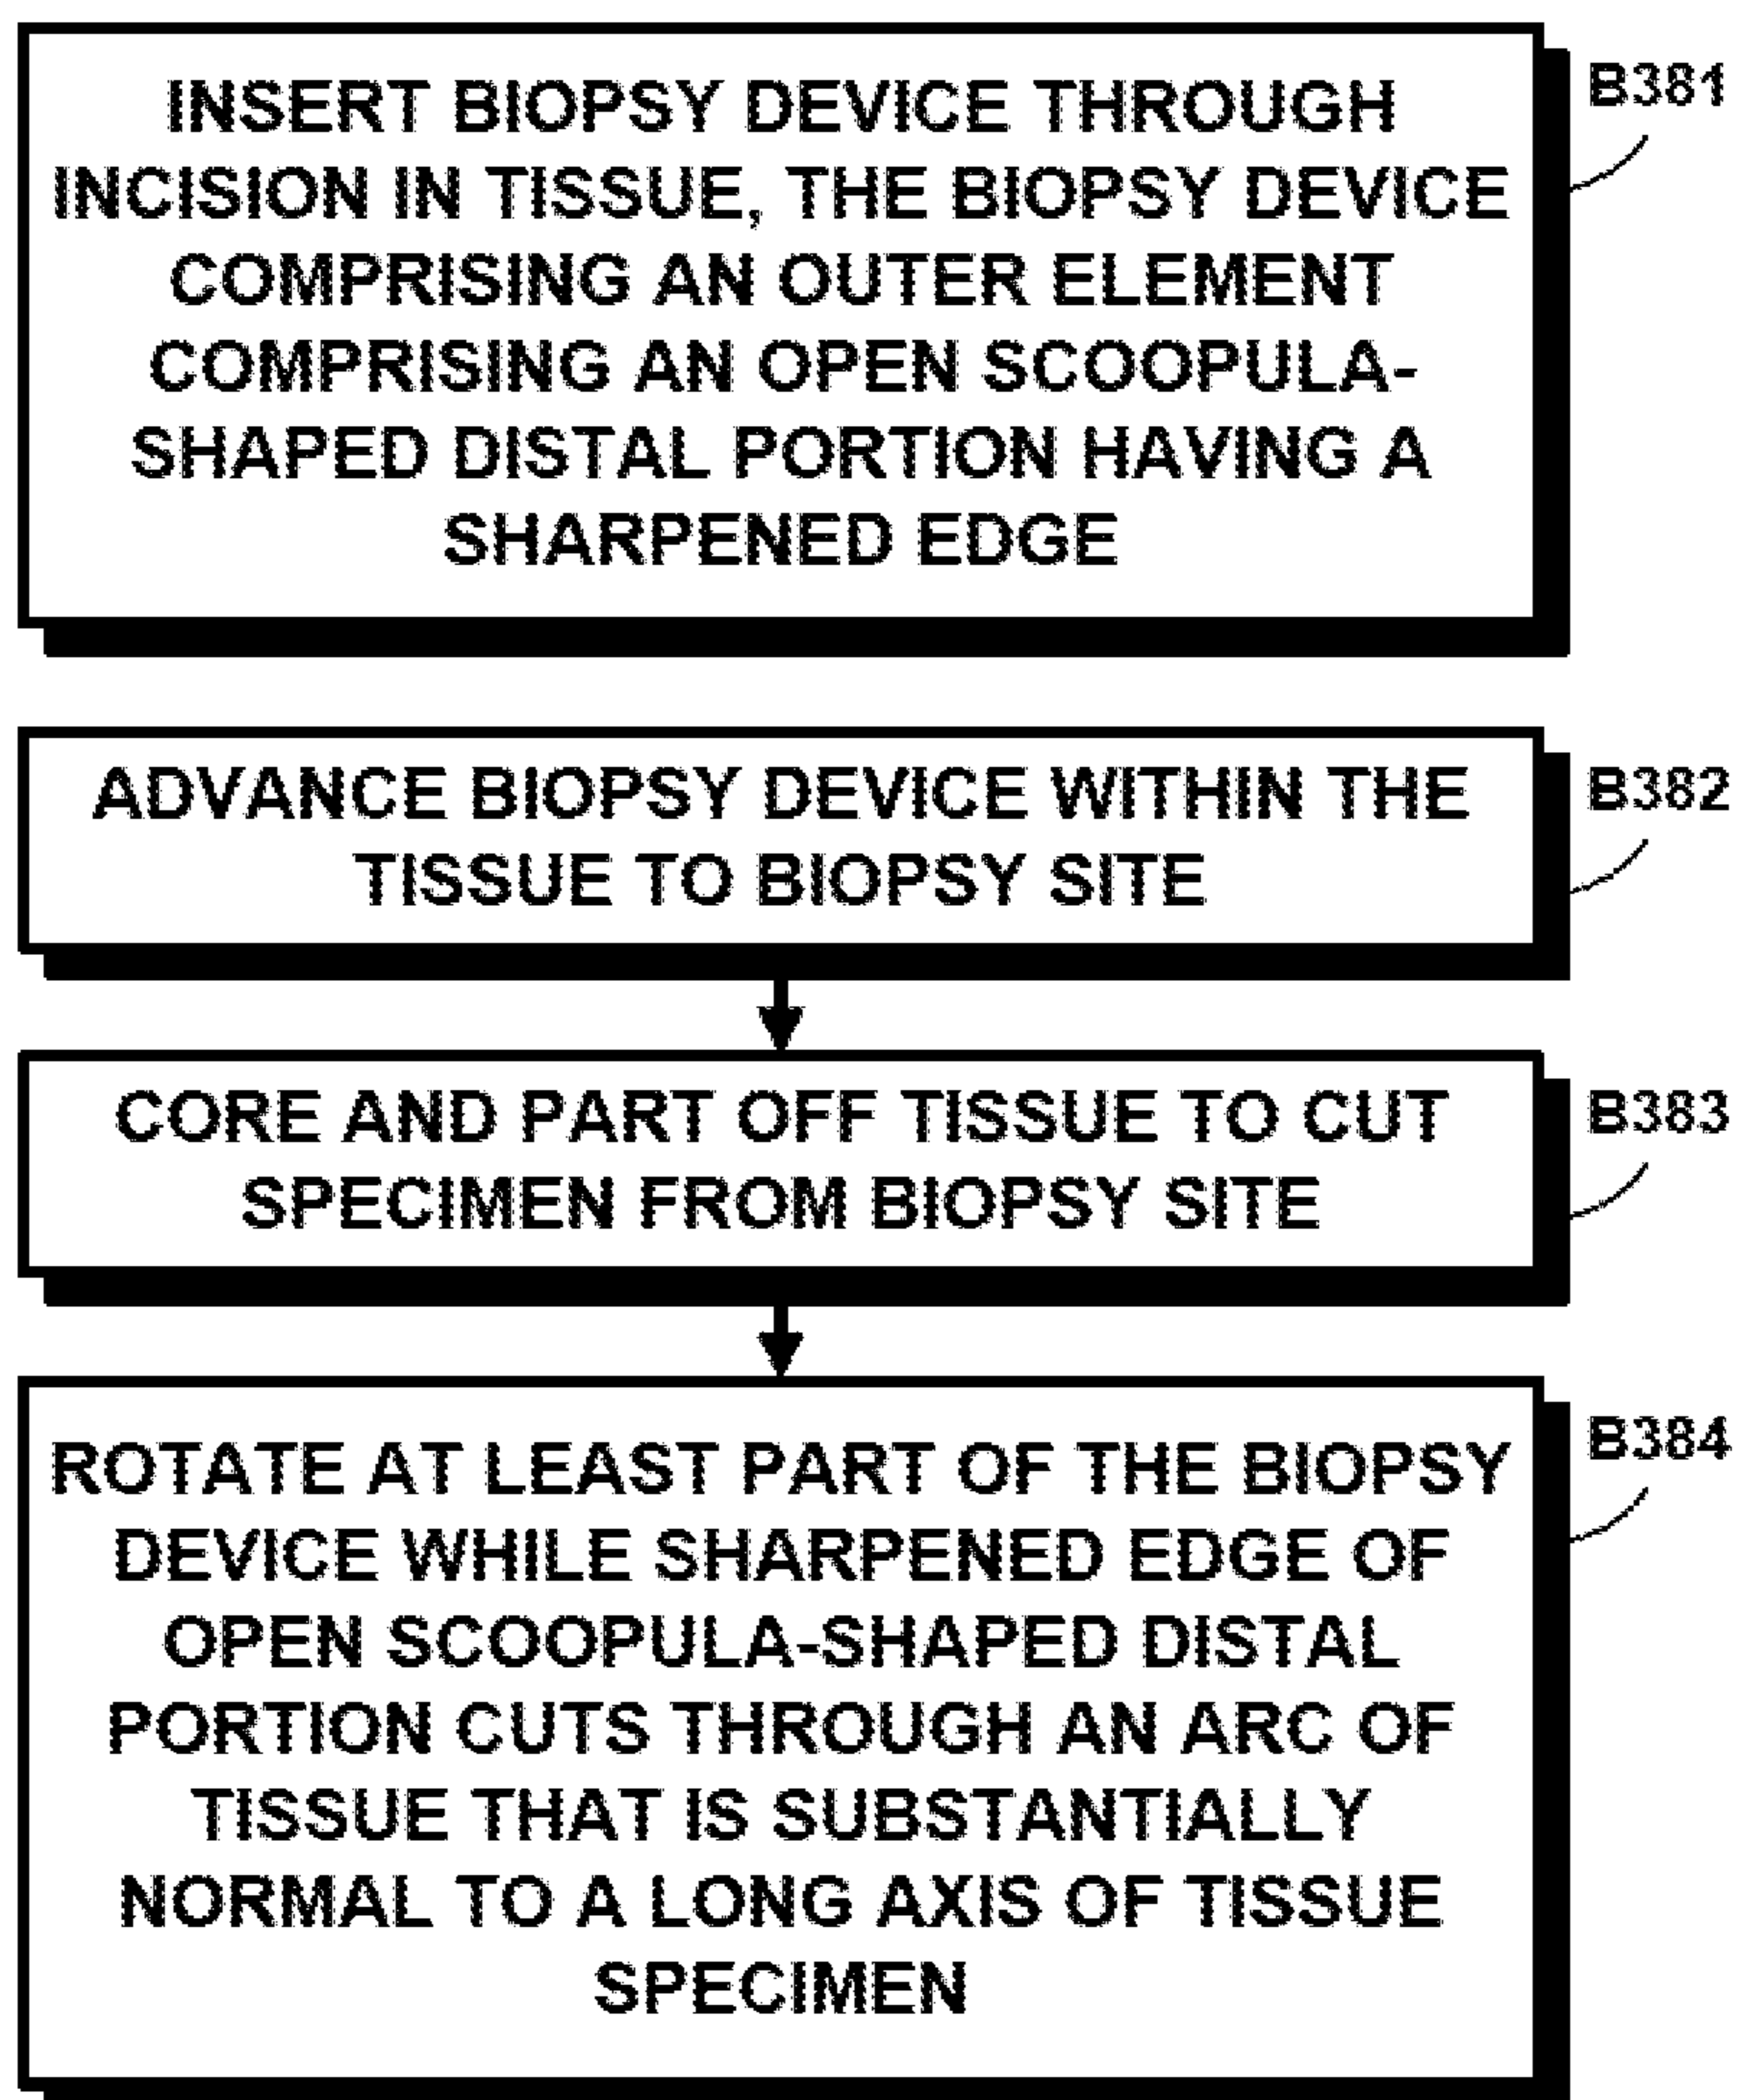 INSERT BIOPSY DEVICE THROUGH
INCISION IN TISSUE, THE BIOPSY DEVICE
COMPRISING AN OUTER ELEMENT
COMPRISING AN OPEN SCOOPULA-
SHAPED DISTAL PORTION HAVING A
SHARPENED EDGE
B381
ADVANCE BIOPSY DEVICE WITHIN THE
TISSUE TO BIOPSY SITE
B382
CORE AND PART OFF TISSUE TO CUT
SPECIMEN FROM BIOPSY SITE
B383
ROTATE AT LEAST PART OF THE BIOPSY
DEVICE WHILE SHARPENED EDGE OF
OPEN SCOOPULA-SHAPED DISTAL
PORTION CUTS THROUGH AN ARC OF
TISSUE THAT IS SUBSTANTIALLY
NORMAL TO A LONG AXIS OF TISSUE
SPECIMEN
B384